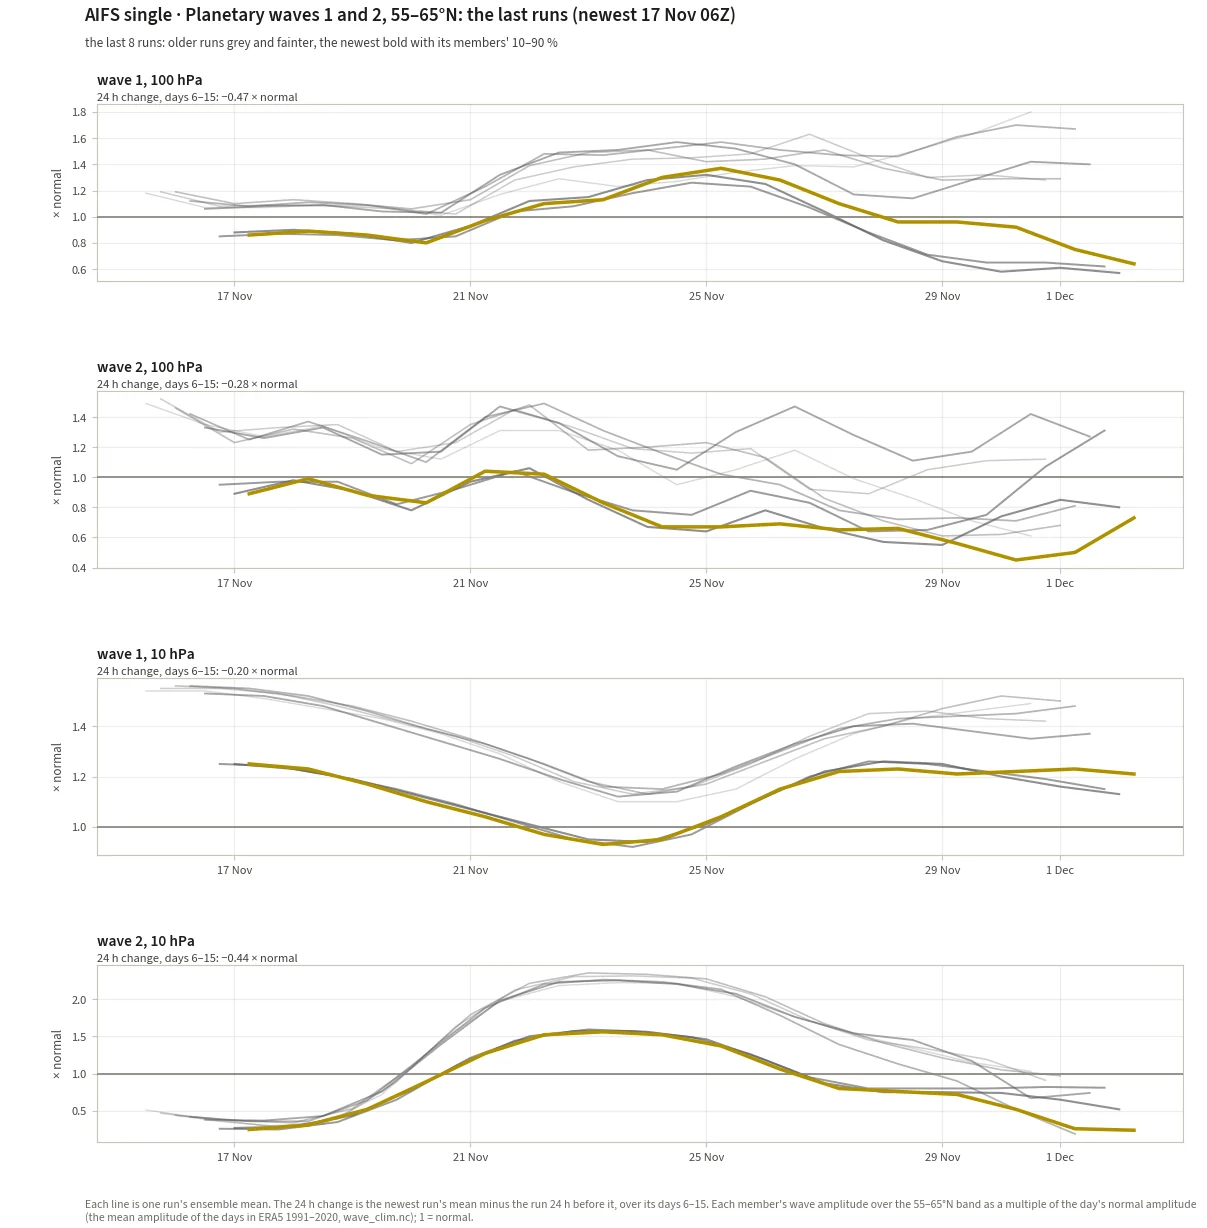 AIFS single · Planetary waves 1 and 2, 55–65°N: the last runs (newest 17 Nov 06Z)
the last 8 runs: older runs grey and fainter, the newest bold with its members' 10–90 %
wave 1, 100 hPa
24 h change, days 6–15: −0.47 × normal
1.8
1.6
1.4
1.2
1.0
0.8
0.6
× normal
17 Nov 21 Nov 25 Nov 29 Nov 1 Dec
wave 2, 100 hPa
24 h change, days 6–15: −0.28 × normal
1.4
1.2
1.0
0.8
0.6
0.4
× normal
17 Nov 21 Nov 25 Nov 29 Nov 1 Dec
wave 1, 10 hPa
24 h change, days 6–15: −0.20 × normal
1.4
1.2
1.0
× normal
17 Nov 21 Nov 25 Nov 29 Nov 1 Dec
wave 2, 10 hPa
24 h change, days 6–15: −0.44 × normal
2.0
1.5
1.0
0.5
× normal
17 Nov 21 Nov 25 Nov 29 Nov 1 Dec
Each line is one run's ensemble mean. The 24 h change is the newest run's mean minus the run 24 h before it, over its days 6–15. Each member's wave amplitude over the 55–65°N band as a multiple of the day's normal amplitude
(the mean amplitude of the days in ERA5 1991–2020, wave_clim.nc); 1 = normal.